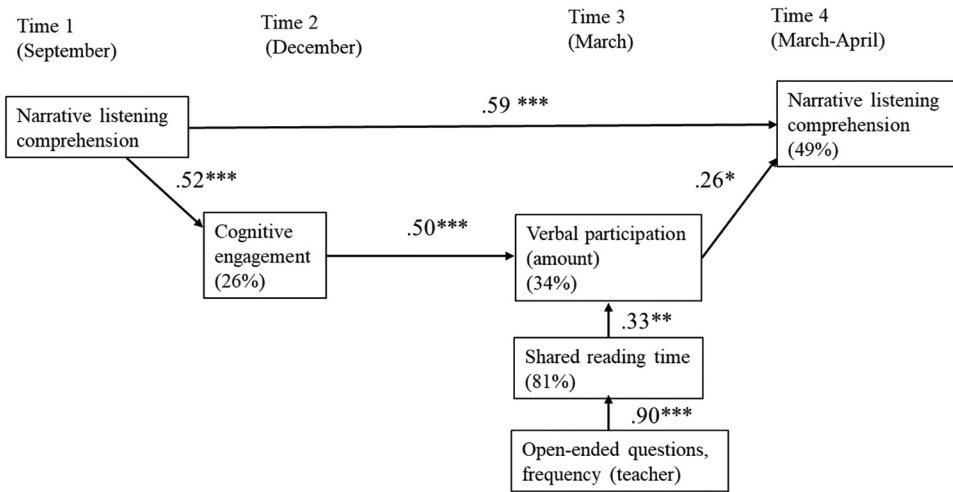 Time 1
(September)
Time 2
(December)
Time 3
(March)
Time 4
(March-April)
Narrative listening
comprehension
.59 ***
Narrative listening
comprehension
(49%)
.52***
.26*
Cognitive
engagement
(26%)
.50***
Verbal participation
(amount)
(34%)
.33**
Shared reading time
(81%)
.90***
Open-ended questions,
frequency (teacher)